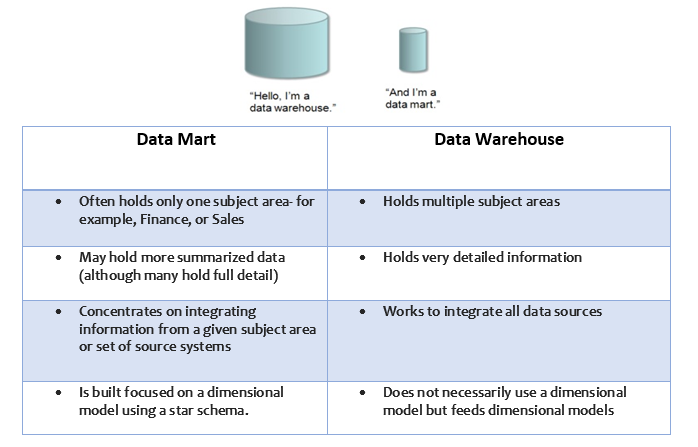 "Hello, I'm a
data warehouse."
"And I'm a
data mart."
Data Mart
Data Warehouse
• Often holds only one subject area- for
example, Finance, or Sales
• Holds multiple subject areas
• May hold more summarized data
(although many hold full detail)
• Holds very detailed information
• Concentrates on integrating
information from a given subject area
or set of source systems
• Works to integrate all data sources
• Is built focused on a dimensional
model using a star schema.
• Does not necessarily use a dimensional
model but feeds dimensional models